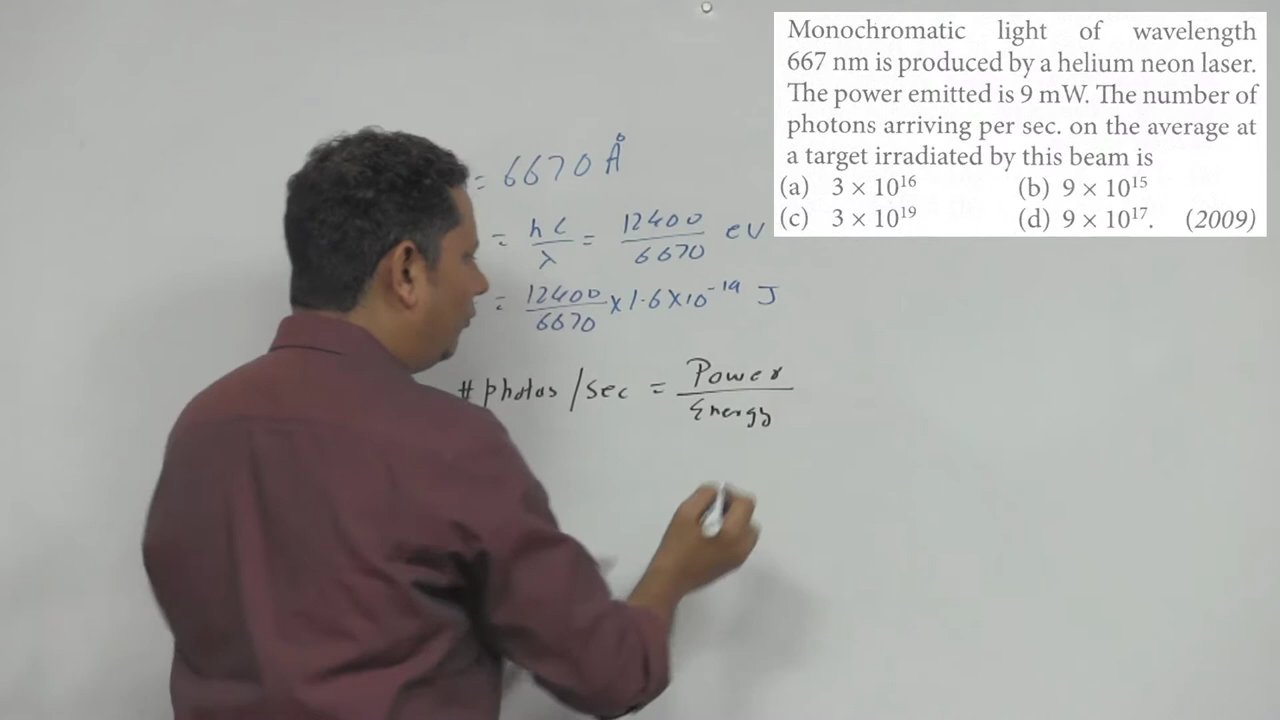 Monochromatic light of wavelength
667 nm is produced by a helium neon laser.
The power emitted is 9 mW. The number of
photons arriving per sec. on the average at
a target irradiated by this beam is
(a) 3 × 10¹⁶ (b) 9 × 10¹⁵
(c) 3 × 10¹⁹ (d) 9 × 10¹⁷. (2009)
= 6670 Å
= hc/λ = 12400/6670 eV
= 12400/6670 × 1.6 × 10⁻¹⁹ J
# photos / sec = Power/Energy